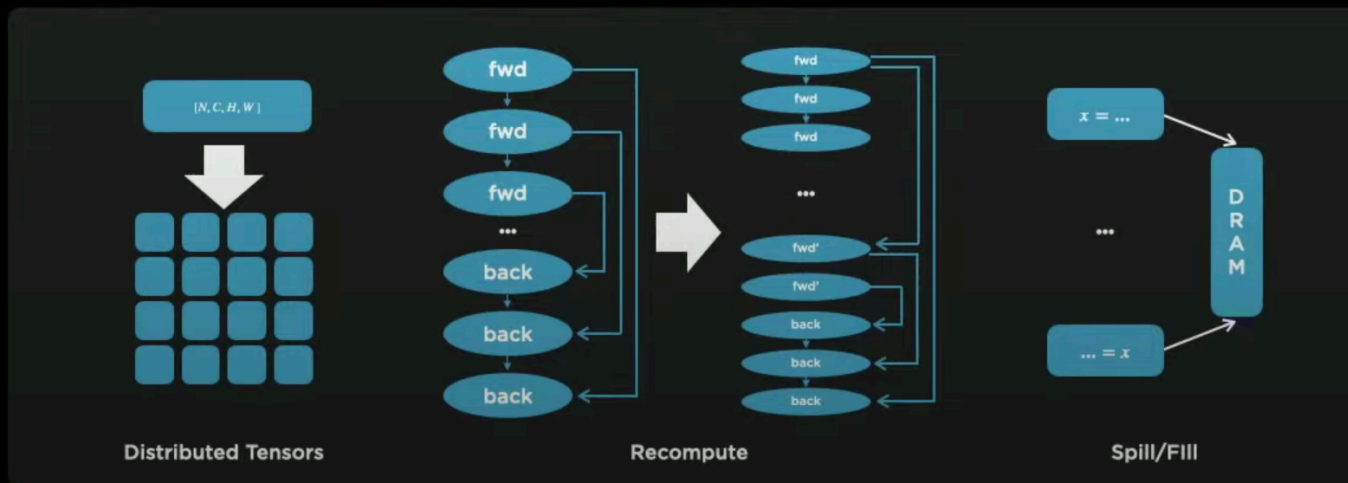 [N, C, H, W]
Distributed Tensors
fwd
fwd
fwd
...
back
back
back
fwd
fwd
fwd
...
fwd'
fwd'
back
back
back
Recompute
x = ...
...
... = x
DRAM
Spill/FIll